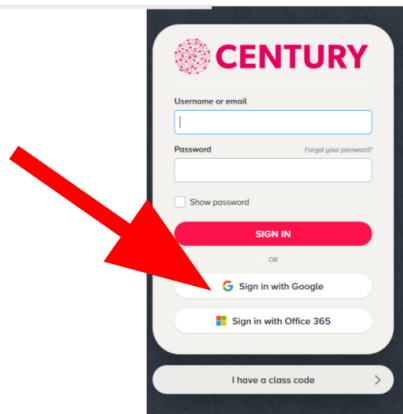 CENTURY
Username or email
Password Forgot your password?
Show password
SIGN IN
OR
Sign in with Google
Sign in with Office 365
I have a class code